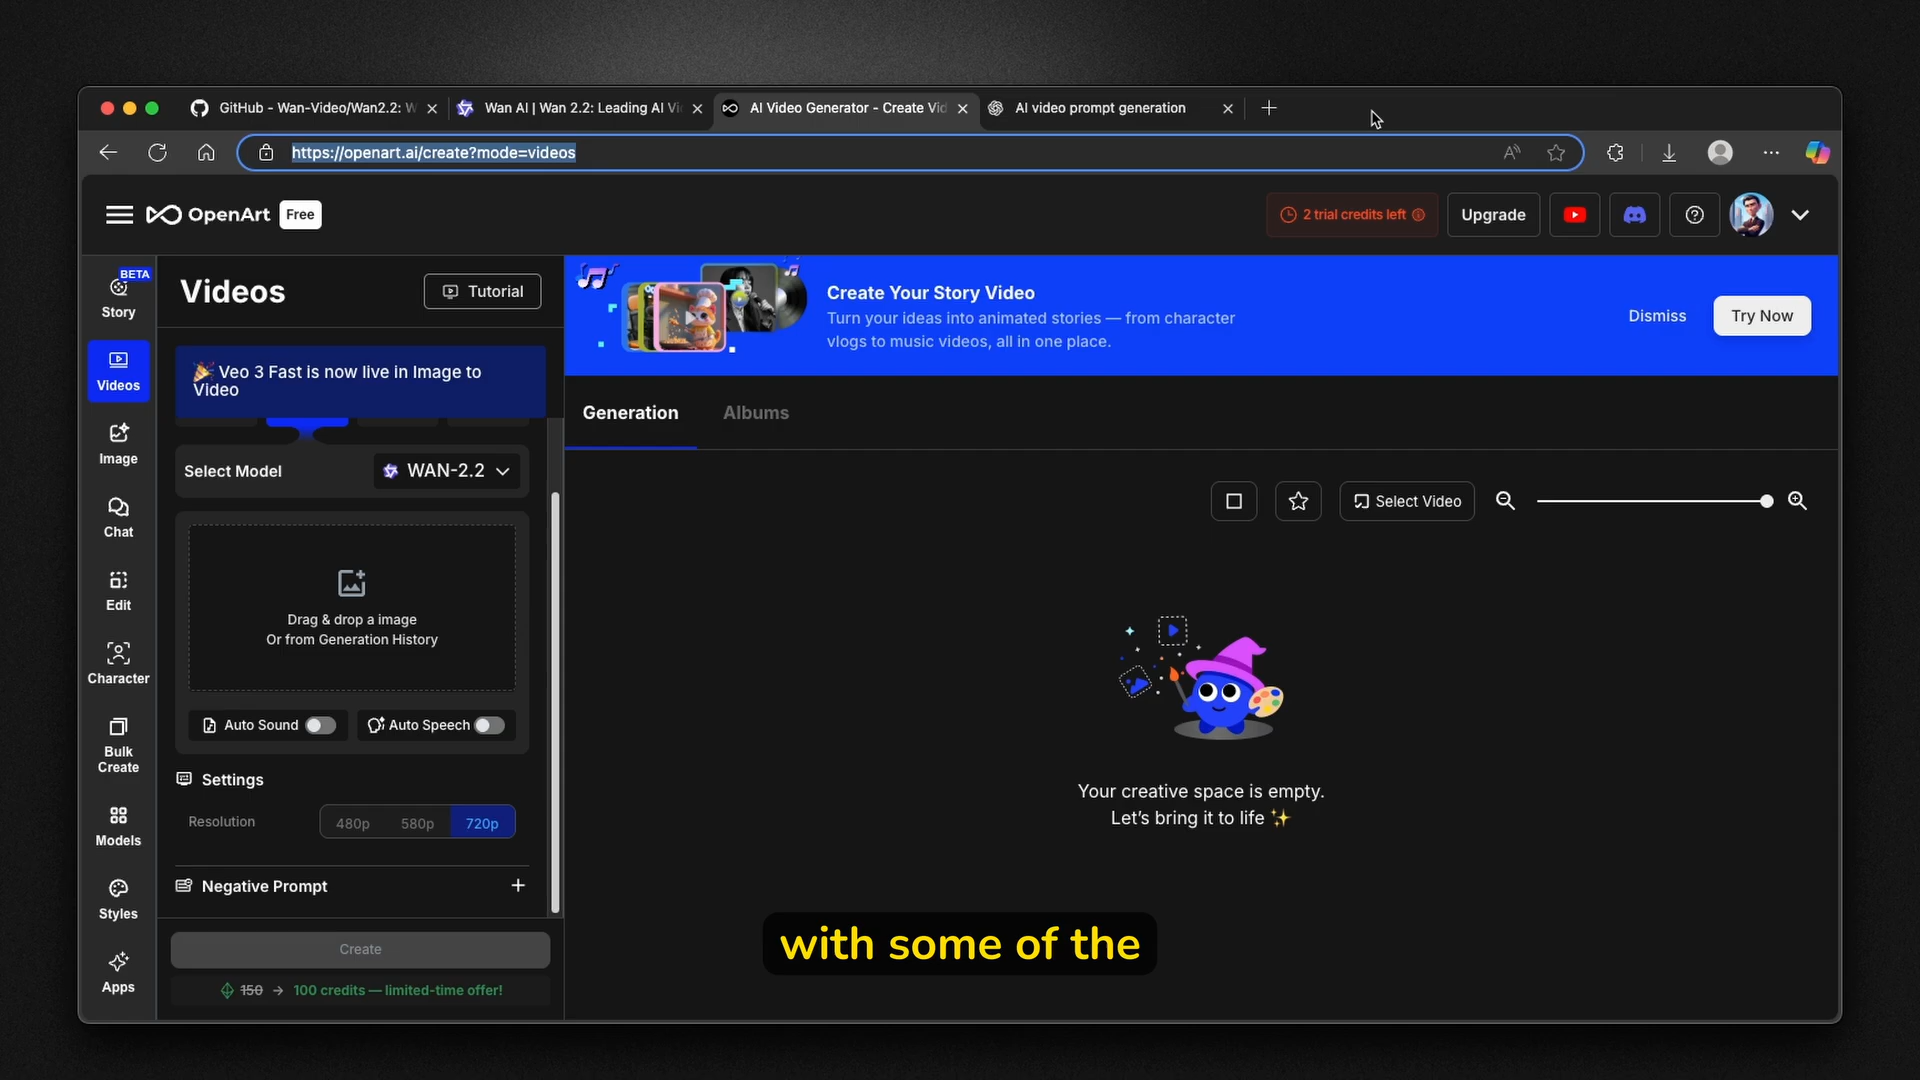 GitHub - Wan-Video/Wan2.2: W
Wan AI | Wan 2.2: Leading AI Vi
AI Video Generator - Create Vid
AI video prompt generation
https://openart.ai/create?mode=videos
OpenArt
Free
2 trial credits left
Upgrade
BETA
Story
Videos
Image
Chat
Edit
Character
Bulk
Create
Models
Styles
Apps
Videos
Tutorial
🎉 Veo 3 Fast is now live in Image to
Video
Select Model
WAN-2.2
Drag & drop a image
Or from Generation History
Auto Sound
Auto Speech
Settings
Resolution
480p
580p
720p
Negative Prompt
Create
150 → 100 credits — limited-time offer!
Create Your Story Video
Turn your ideas into animated stories — from character
vlogs to music videos, all in one place.
Dismiss
Try Now
Generation
Albums
Select Video
Your creative space is empty.
Let's bring it to life ✨
with some of the